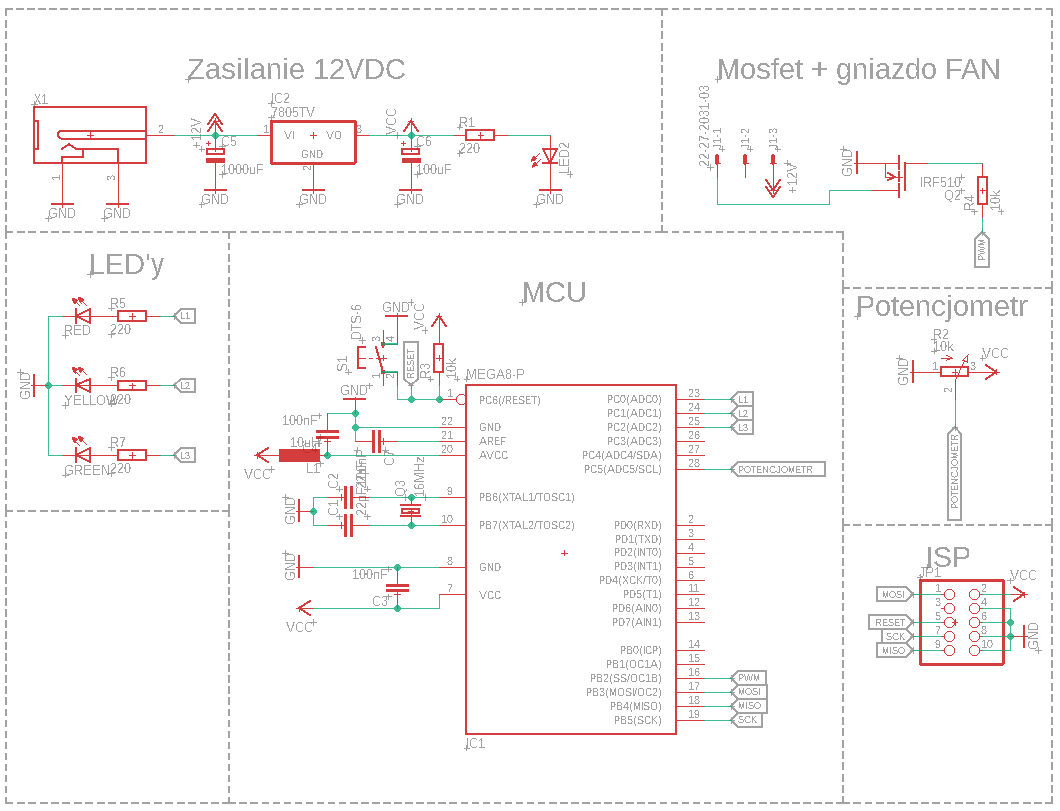 Zasilanie 12VDC
X1
2
1
3
GND
GND
+12V
C5
1000uF
GND
IC2
7805TV
1
VI
VO
3
GND
2
GND
VCC
C6
100uF
GND
R1
220
LED2
GND
Mosfet + gniazdo FAN
22-27-2031-03
J1-1
J1-2
J1-3
+12V
GND
IRF510
Q2
R4
10k
PWM
LED'y
R5
RED
220
L1
GND
R6
YELLOW
220
L2
R7
GREEN
220
L3
MCU
DTS-6
S1
3
4
1
2
GND
VCC
RESET
R3
10k
GND
100nF
10uH
L1
VCC
C2
C1
22pF
Q3
16MHz
GND
GND
100nF
C3
VCC
MEGA8-P
1
PC6(/RESET)
22
GND
21
AREF
20
AVCC
9
PB6(XTAL1/TOSC1)
10
PB7(XTAL2/TOSC2)
8
GND
7
VCC
PC0(ADC0)
23
L1
PC1(ADC1)
24
L2
PC2(ADC2)
25
L3
PC3(ADC3)
26
PC4(ADC4/SDA)
27
PC5(ADC5/SCL)
28
POTENCJOMETR
PD0(RXD)
2
PD1(TXD)
3
PD2(INT0)
4
PD3(INT1)
5
PD4(XCK/T0)
6
PD5(T1)
11
PD6(AIN0)
12
PD7(AIN1)
13
PB0(ICP)
14
PB1(OC1A)
15
PB2(SS/OC1B)
16
PWM
PB3(MOSI/OC2)
17
MOSI
PB4(MISO)
18
MISO
PB5(SCK)
19
SCK
IC1
Potencjometr
R2
10k
GND
1
3
2
VCC
POTENCJOMETR
ISP
JP1
VCC
MOSI
1
2
3
4
RESET
5
6
SCK
7
8
MISO
9
10
GND